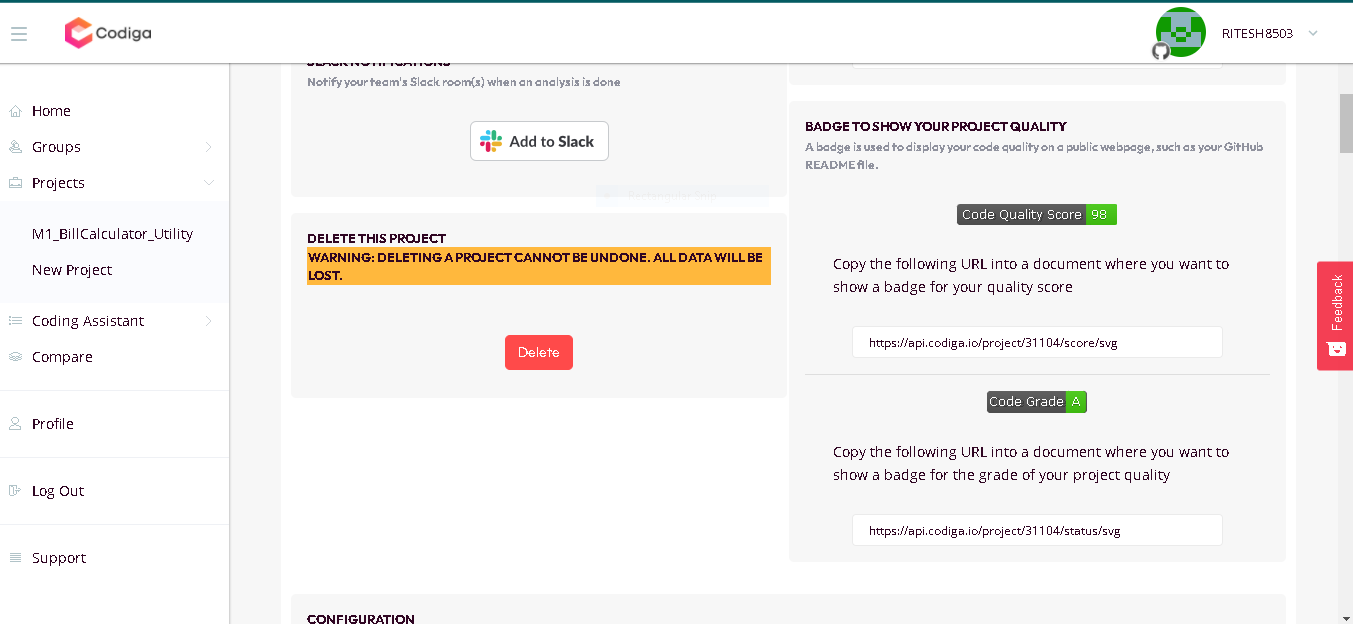 Codiga
RITESH8503
Home
Groups
Projects
M1_BillCalculator_Utility
New Project
Coding Assistant
Compare
Profile
Log Out
Support
SLACK NOTIFICATIONS
Notify your team's Slack room(s) when an analysis is done
Add to Slack
Rectangular Snip
DELETE THIS PROJECT
WARNING: DELETING A PROJECT CANNOT BE UNDONE. ALL DATA WILL BE
LOST.
Delete
BADGE TO SHOW YOUR PROJECT QUALITY
A badge is used to display your code quality on a public webpage, such as your GitHub
README file.
Code Quality Score 98
Copy the following URL into a document where you want to
show a badge for your quality score
https://api.codiga.io/project/31104/score/svg
Code Grade A
Copy the following URL into a document where you want to
show a badge for the grade of your project quality
https://api.codiga.io/project/31104/status/svg
CONFIGURATION
Feedback